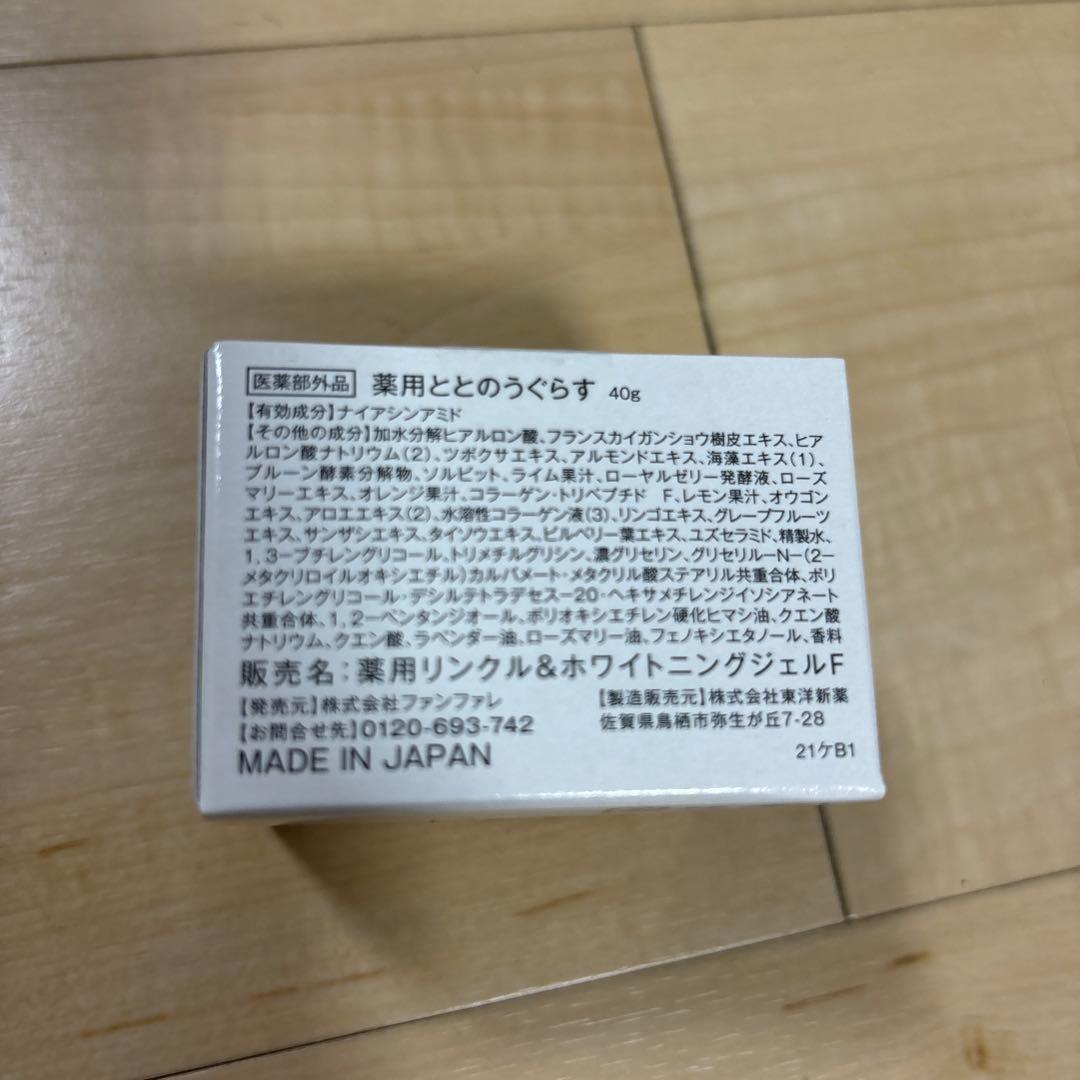 医薬部外品 薬用ととのうぐらす 40g
【有効成分】ナイアシンアミド
【その他の成分】加水分解ヒアルロン酸、フランスカイガンショウ樹皮エキス、ヒア
ルロン酸ナトリウム(2)、ツボクサエキス、アルモンドエキス、海藻エキス(1)、
プルーン酵素分解物、ソルビット、ライム果汁、ローヤルゼリー発酵液、ローズ
マリーエキス、オレンジ果汁、コラーゲン・トリペプチド F、レモン果汁、オウゴン
エキス、アロエエキス(2)、水溶性コラーゲン液(3)、リンゴエキス、グレープフルーツ
エキス、サンザシエキス、タイソウエキス、ビルベリー葉エキス、ユズセラミド、精製水、
1,3-ブチレングリコール、トリメチルグリシン、濃グリセリン、グリセリル-N-(2-
メタクリロイルオキシエチル)カルバメート・メタクリル酸ステアリル共重合体、ポリ
エチレングリコール・デシルテトラデセス-20・ヘキサメチレンジイソシアネート
共重合体、1,2-ペンタンジオール、ポリオキシエチレン硬化ヒマシ油、クエン酸
ナトリウム、クエン酸、ラベンダー油、ローズマリー油、フェノキシエタノール、香料
販売名:薬用リンクル&ホワイトニングジェルF
【発売元】株式会社ファンファレ 【製造販売元】株式会社東洋新薬
【お問合せ先】0120-693-742 佐賀県鳥栖市弥生が丘7-28
MADE IN JAPAN 21ケB1